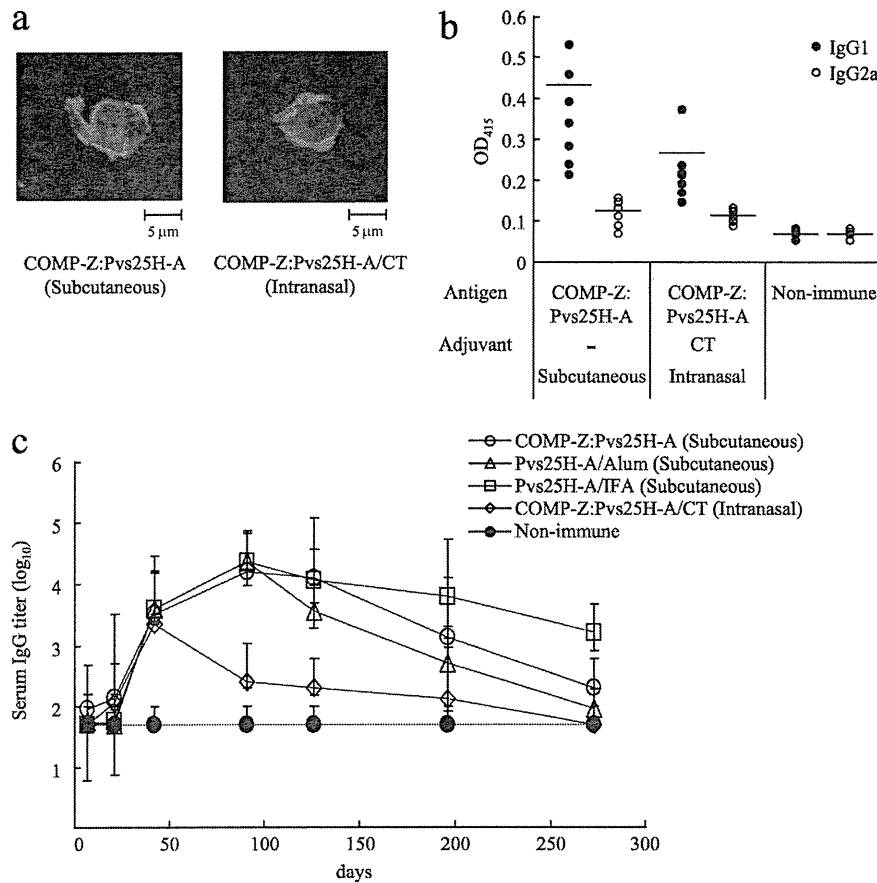 a
5 μm
5 μm
COMP-Z:Pvs25H-A
(Subcutaneous)
COMP-Z:Pvs25H-A/CT
(Intranasal)
b
0.6
0.5
0.4
0.3
0.2
0.1
0
OD415
IgG1
IgG2a
Antigen
COMP-Z:
Pvs25H-A
COMP-Z:
Pvs25H-A
Non-immune
Adjuvant
-
CT
Subcutaneous
Intranasal
c
COMP-Z:Pvs25H-A (Subcutaneous)
Pvs25H-A/Alum (Subcutaneous)
Pvs25H-A/IFA (Subcutaneous)
COMP-Z:Pvs25H-A/CT (Intranasal)
Non-immune
6
5
4
3
2
1
Serum IgG titer (log10)
0
50
100
150
200
250
300
days